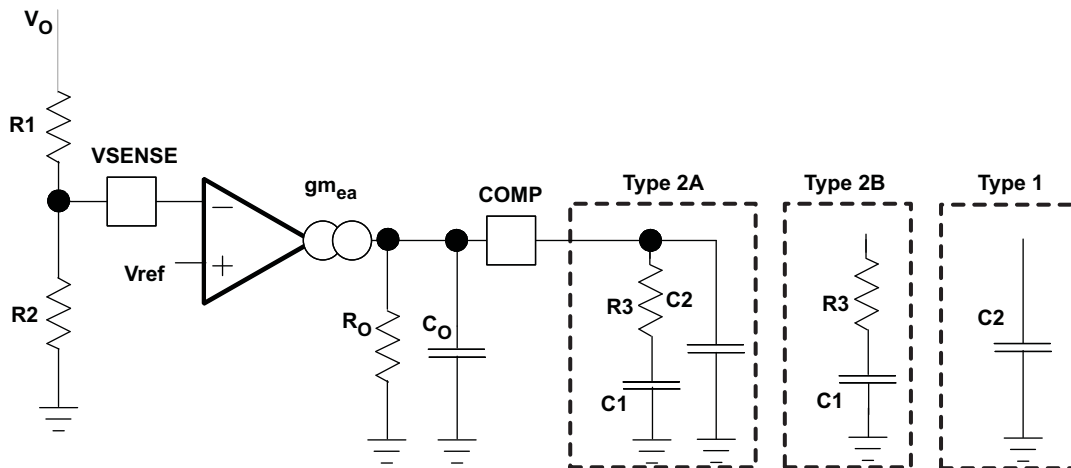 VO
R1
VSENSE
gmea
COMP
Type 2A
Type 2B
Type 1
Vref
R2
RO
CO
R3
C2
C1
R3
C1
C2
−
+